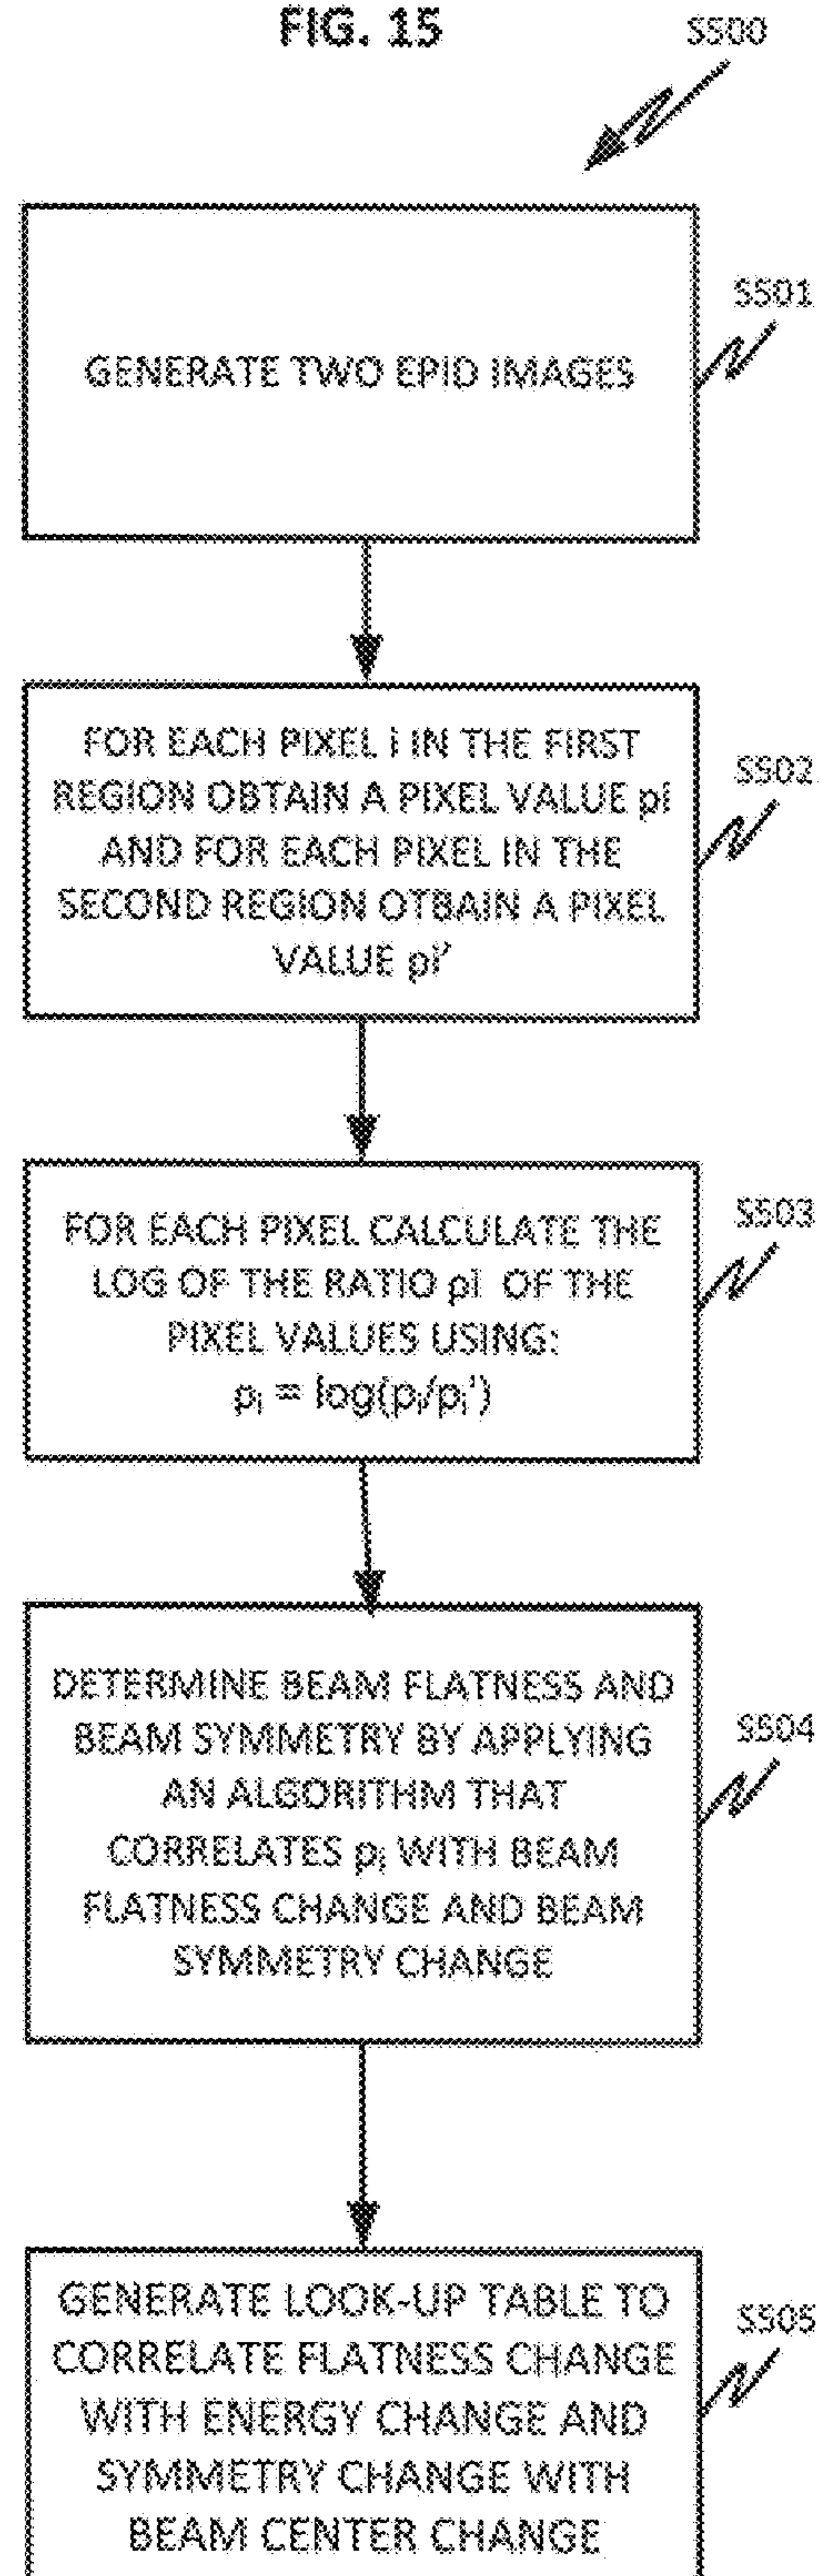 FIG. 15
S500
GENERATE TWO EPID IMAGES
S501
FOR EACH PIXEL i IN THE FIRST
REGION OBTAIN A PIXEL VALUE pi
AND FOR EACH PIXEL IN THE
SECOND REGION OTBAIN A PIXEL
VALUE pi’
S502
FOR EACH PIXEL CALCULATE THE
LOG OF THE RATIO pi OF THE
PIXEL VALUES USING:
pᵢ = log(pᵢ/pᵢ')
S503
DETERMINE BEAM FLATNESS AND
BEAM SYMMETRY BY APPLYING
AN ALGORITHM THAT
CORRELATES pᵢ WITH BEAM
FLATNESS CHANGE AND BEAM
SYMMETRY CHANGE
S504
GENERATE LOOK-UP TABLE TO
CORRELATE FLATNESS CHANGE
WITH ENERGY CHANGE AND
SYMMETRY CHANGE WITH
BEAM CENTER CHANGE
S505